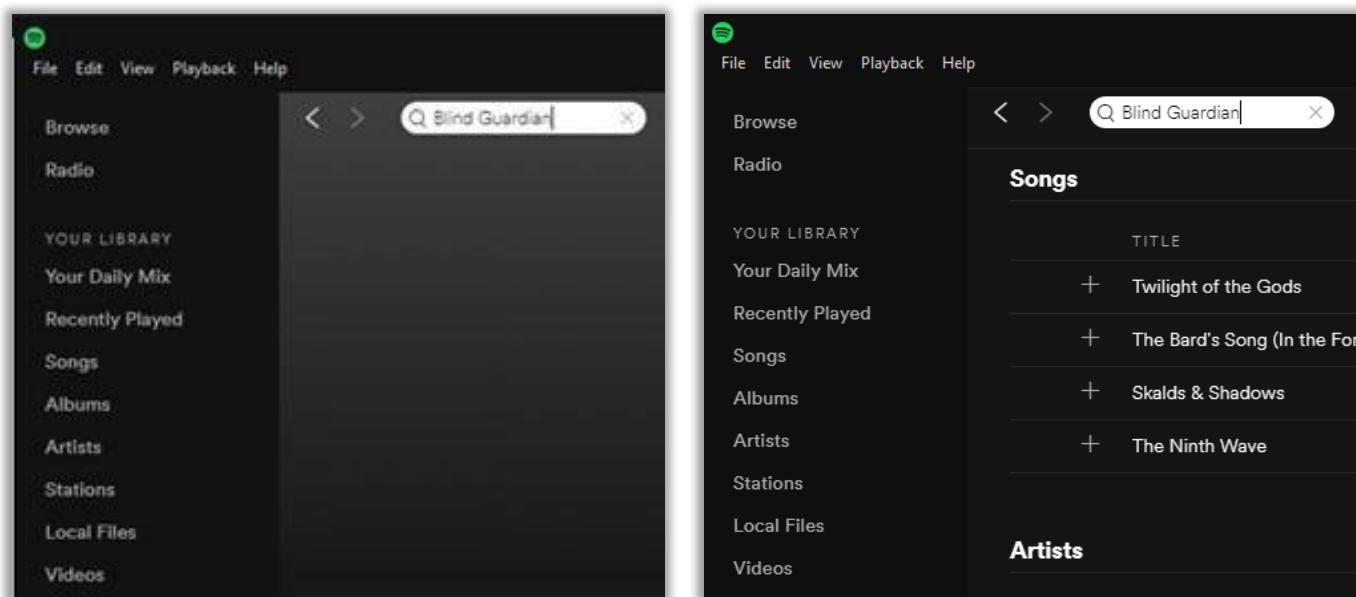 File Edit View Playback Help
Blind Guardian
Browse
Radio
YOUR LIBRARY
Your Daily Mix
Recently Played
Songs
Albums
Artists
Stations
Local Files
Videos
File Edit View Playback Help
Blind Guardian
Browse
Radio
YOUR LIBRARY
Your Daily Mix
Recently Played
Songs
Albums
Artists
Stations
Local Files
Videos
Songs
TITLE
Twilight of the Gods
The Bard's Song (In the For
Skalds & Shadows
The Ninth Wave
Artists